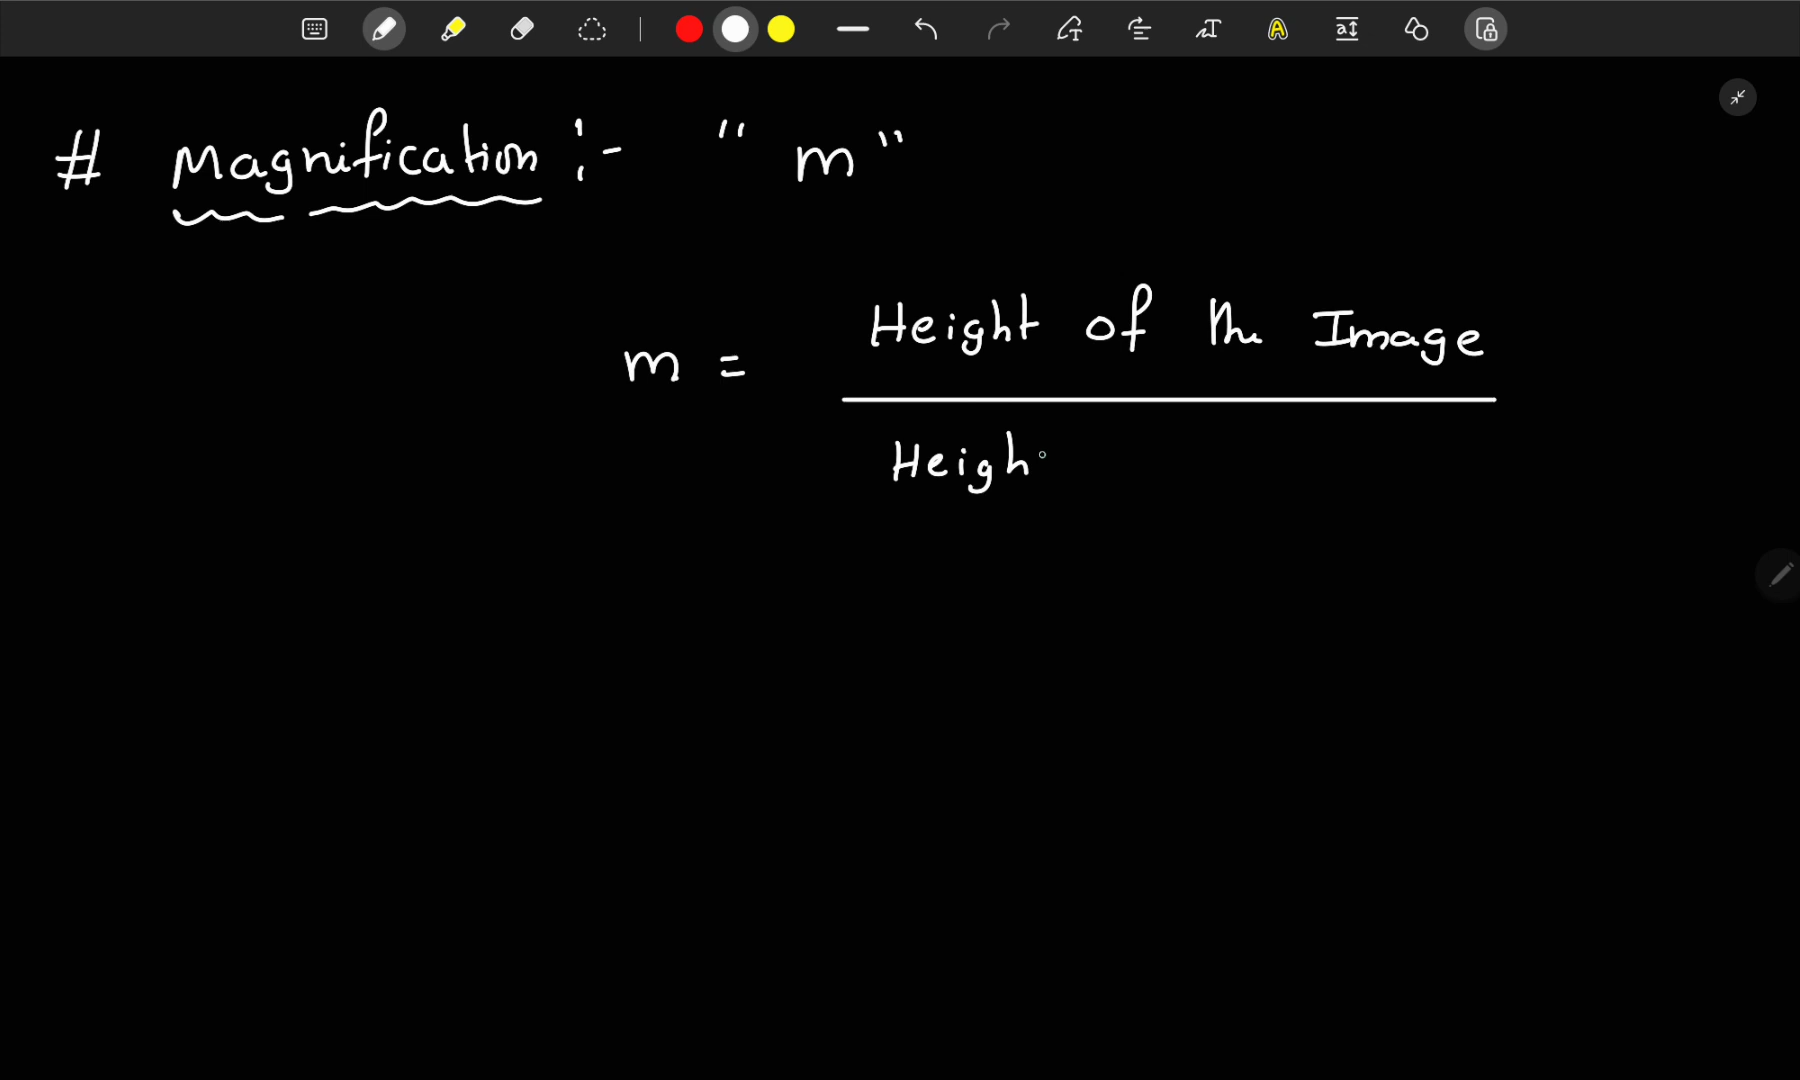 # Magnification :- " m "
m = Height of the Image
Heigh